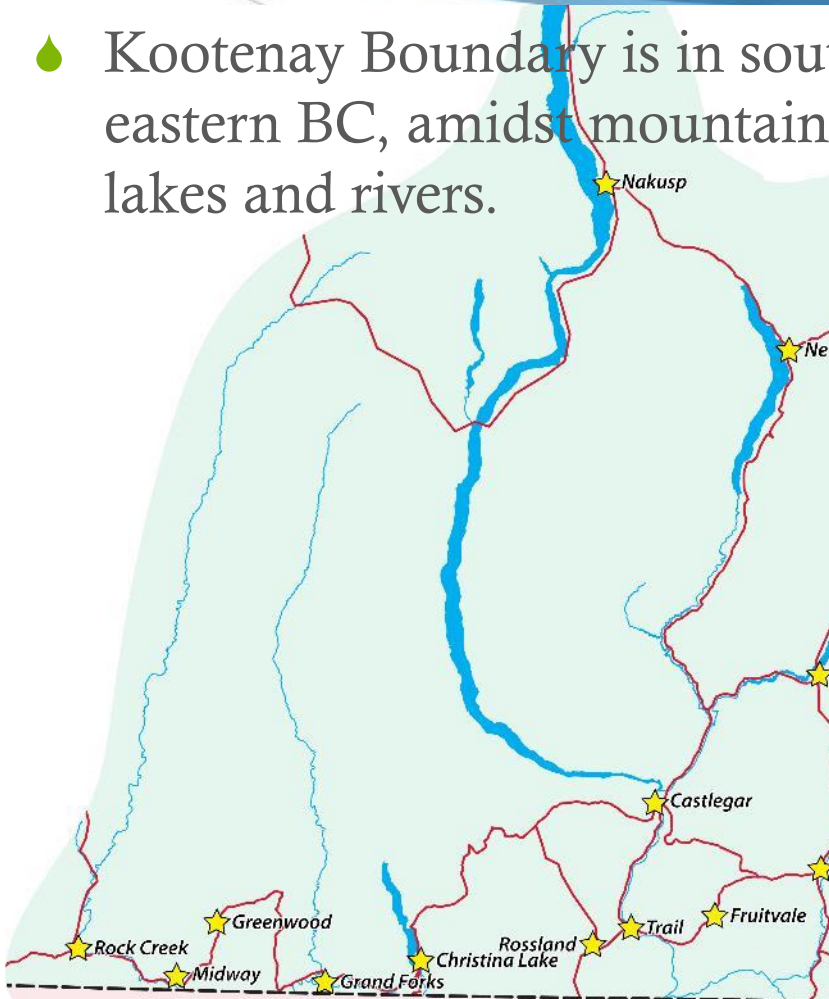 Kootenay Boundary is in sout
eastern BC, amidst mountain
lakes and rivers.
Nakusp
Ne
Castlegar
Greenwood
Fruitvale
Trail
Rossland
Rock Creek
Christina Lake
Midway
Grand Forks